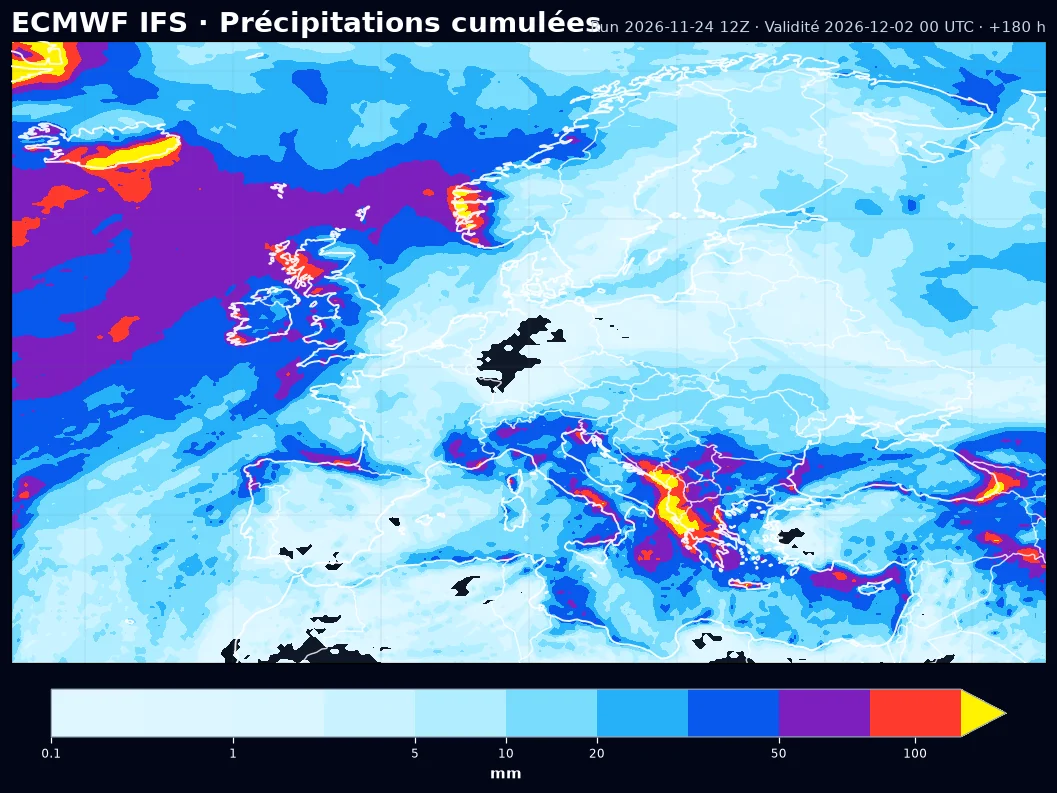 ECMWF IFS · Précipitations cumulées
Run 2026-11-24 12Z · Validité 2026-12-02 00 UTC · +180 h
0.1 1 5 10 20 50 100
mm